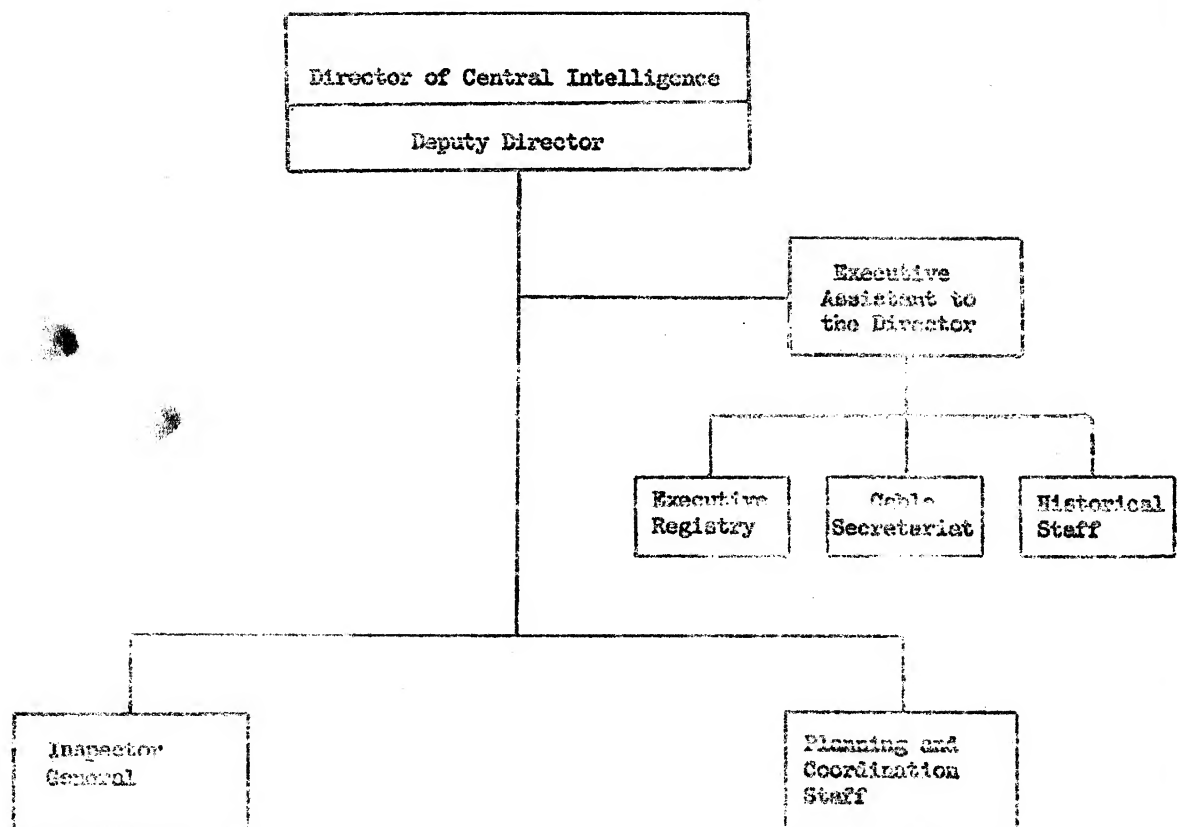 Director of Central Intelligence
Deputy Director
Executive
Assistant to
the Director
Executive
Registry
Cable
Secretariat
Historical
Staff
Inspector
General
Planning and
Coordination
Staff